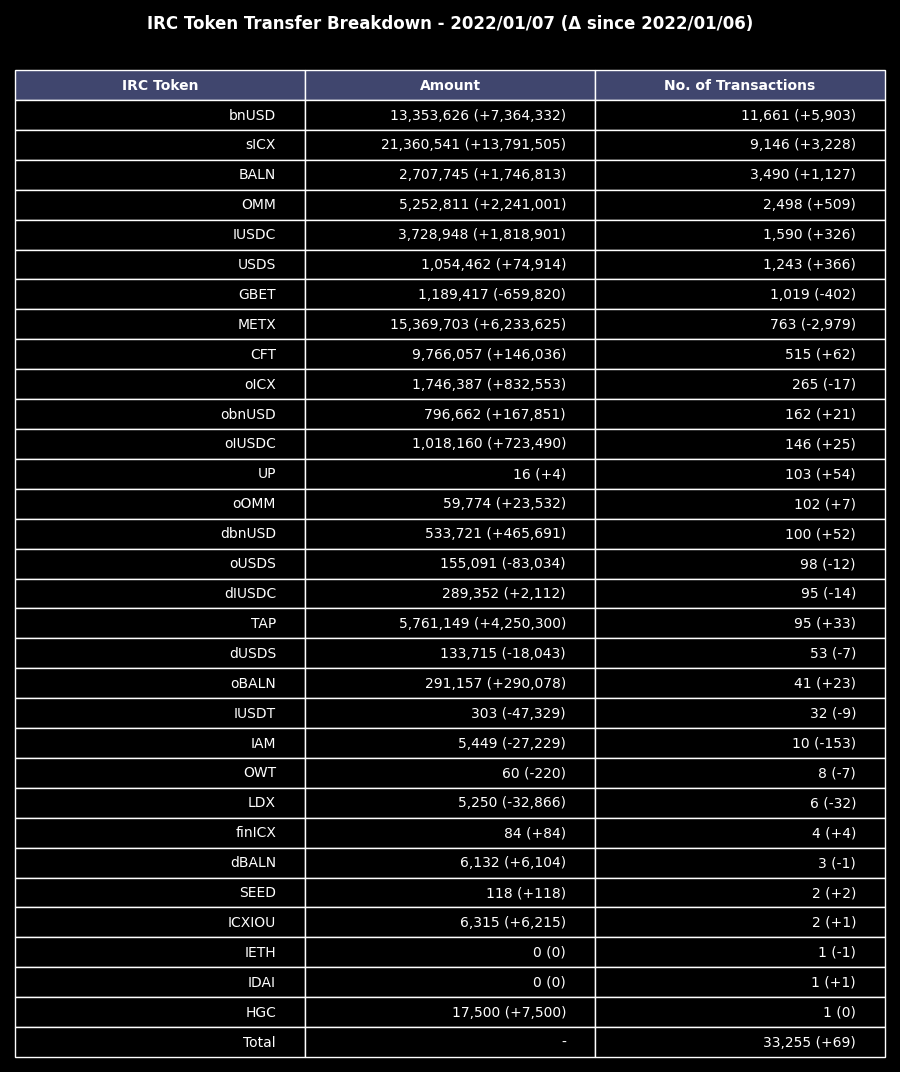 IRC Token Transfer Breakdown - 2022/01/07 (Δ since 2022/01/06)
IRC Token Amount No. of Transactions
bnUSD 13,353,626 (+7,364,332) 11,661 (+5,903)
sICX 21,360,541 (+13,791,505) 9,146 (+3,228)
BALN 2,707,745 (+1,746,813) 3,490 (+1,127)
OMM 5,252,811 (+2,241,001) 2,498 (+509)
IUSDC 3,728,948 (+1,818,901) 1,590 (+326)
USDS 1,054,462 (+74,914) 1,243 (+366)
GBET 1,189,417 (-659,820) 1,019 (-402)
METX 15,369,703 (+6,233,625) 763 (-2,979)
CFT 9,766,057 (+146,036) 515 (+62)
oICX 1,746,387 (+832,553) 265 (-17)
obnUSD 796,662 (+167,851) 162 (+21)
oIUSDC 1,018,160 (+723,490) 146 (+25)
UP 16 (+4) 103 (+54)
oOMM 59,774 (+23,532) 102 (+7)
dbnUSD 533,721 (+465,691) 100 (+52)
oUSDS 155,091 (-83,034) 98 (-12)
dIUSDC 289,352 (+2,112) 95 (-14)
TAP 5,761,149 (+4,250,300) 95 (+33)
dUSDS 133,715 (-18,043) 53 (-7)
oBALN 291,157 (+290,078) 41 (+23)
IUSDT 303 (-47,329) 32 (-9)
IAM 5,449 (-27,229) 10 (-153)
OWT 60 (-220) 8 (-7)
LDX 5,250 (-32,866) 6 (-32)
finICX 84 (+84) 4 (+4)
dBALN 6,132 (+6,104) 3 (-1)
SEED 118 (+118) 2 (+2)
ICXIOU 6,315 (+6,215) 2 (+1)
IETH 0 (0) 1 (-1)
IDAI 0 (0) 1 (+1)
HGC 17,500 (+7,500) 1 (0)
Total - 33,255 (+69)